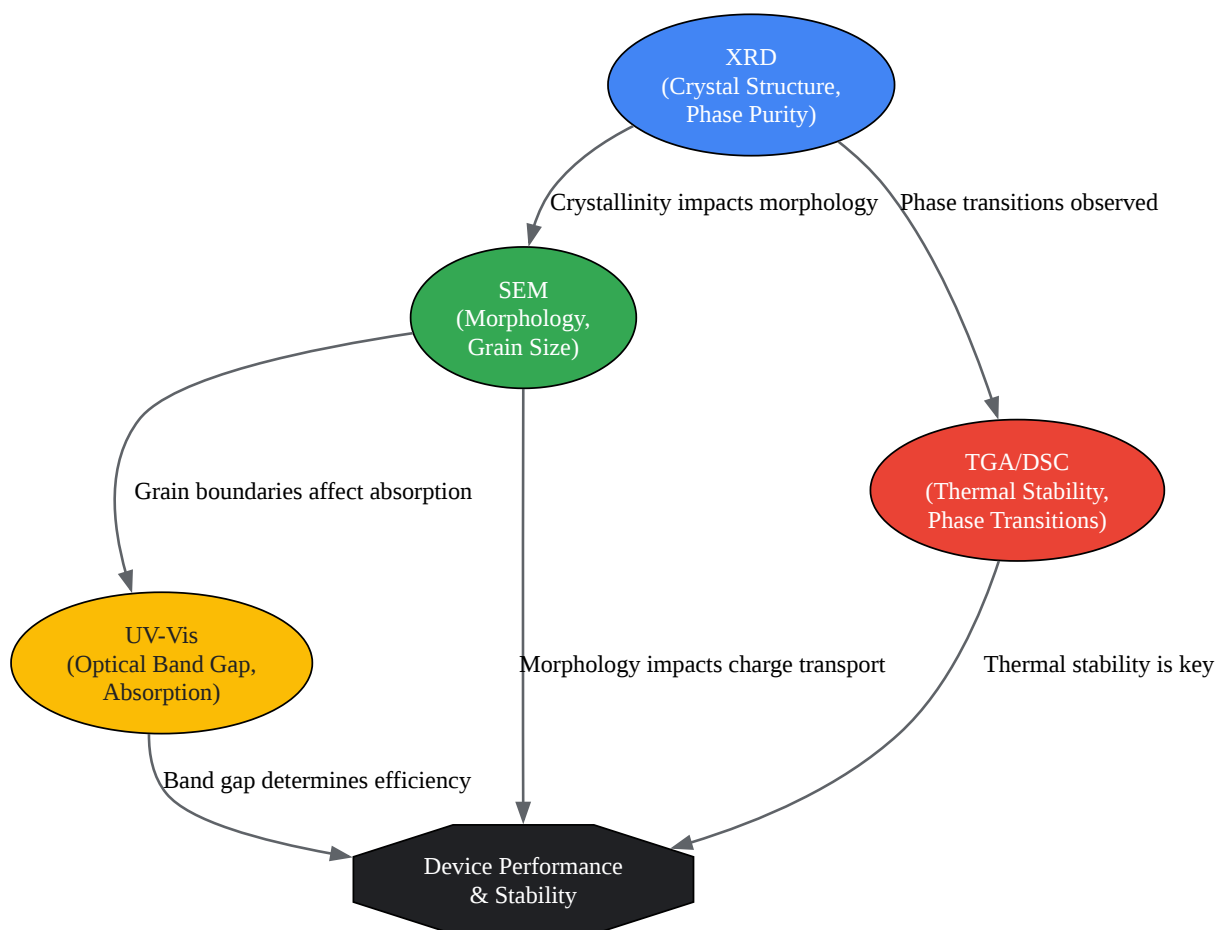 XRD
(Crystal Structure,
Phase Purity)
Crystallinity impacts morphology
Phase transitions observed
SEM
(Morphology,
Grain Size)
TGA/DSC
(Thermal Stability,
Phase Transitions)
Grain boundaries affect absorption
UV-Vis
(Optical Band Gap,
Absorption)
Morphology impacts charge transport
Thermal stability is key
Band gap determines efficiency
Device Performance
& Stability